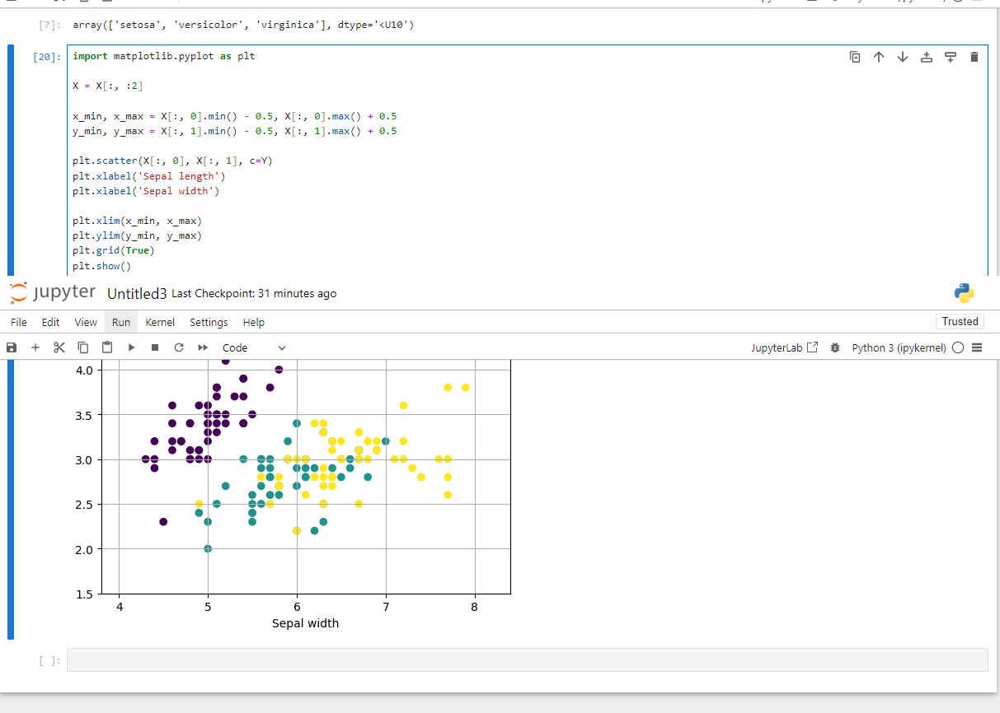 [7]: array(['setosa', 'versicolor', 'virginica'], dtype='<U10')
[20]: import matplotlib.pyplot as plt
X = X[:, :2]
x_min, x_max = X[:, 0].min() - 0.5, X[:, 0].max() + 0.5
y_min, y_max = X[:, 1].min() - 0.5, X[:, 1].max() + 0.5
plt.scatter(X[:, 0], X[:, 1], c=Y)
plt.xlabel('Sepal length')
plt.xlabel('Sepal width')
plt.xlim(x_min, x_max)
plt.ylim(y_min, y_max)
plt.grid(True)
plt.show()
jupyter Untitled3 Last Checkpoint: 31 minutes ago
File Edit View Run Kernel Settings Help Trusted
Code JupyterLab Python 3 (ipykernel)
4.0
3.5
3.0
2.5
2.0
1.5
4 5 6 7 8
Sepal width
[ ]: